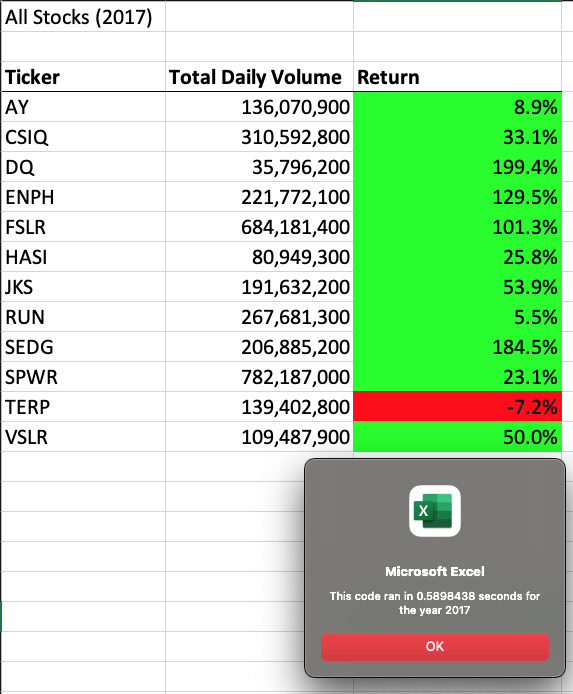 All Stocks (2017)
Ticker Total Daily Volume Return
AY 136,070,900 8.9%
CSIQ 310,592,800 33.1%
DQ 35,796,200 199.4%
ENPH 221,772,100 129.5%
FSLR 684,181,400 101.3%
HASI 80,949,300 25.8%
JKS 191,632,200 53.9%
RUN 267,681,300 5.5%
SEDG 206,885,200 184.5%
SPWR 782,187,000 23.1%
TERP 139,402,800 -7.2%
VSLR 109,487,900 50.0%
X
Microsoft Excel
This code ran in 0.5898438 seconds for
the year 2017
OK